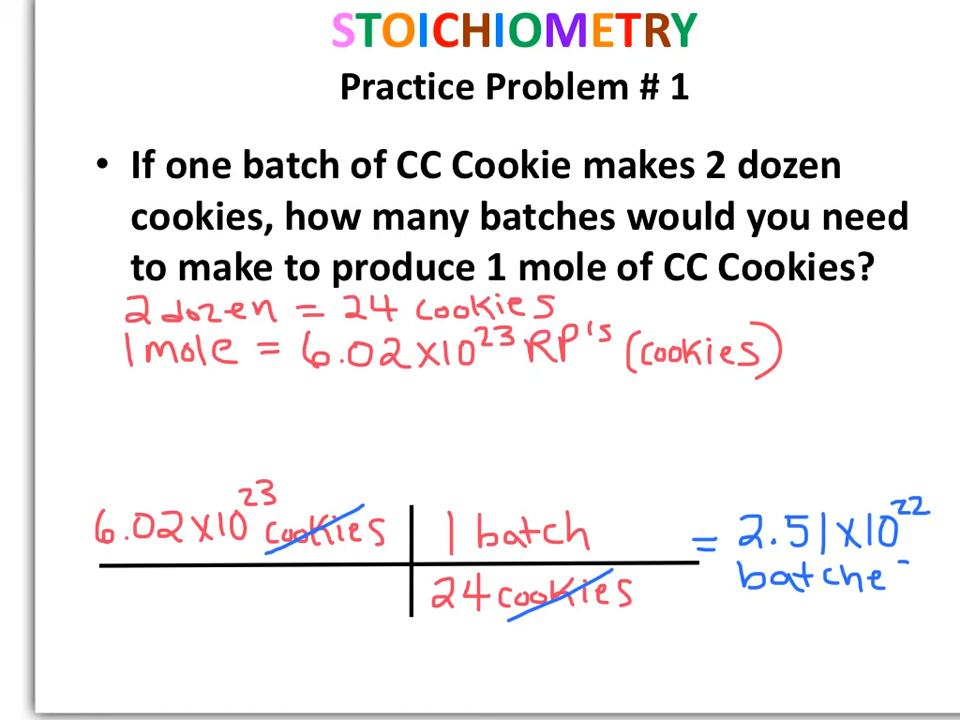 STOICHIOMETRY
Practice Problem # 1
• If one batch of CC Cookie makes 2 dozen
cookies, how many batches would you need
to make to produce 1 mole of CC Cookies?
2 dozen = 24 cookies
1 mole = 6.02x10²³ RP's (cookies)
6.02x10²³ cookies | 1 batch
24 cookies
= 2.51x10²²
batche